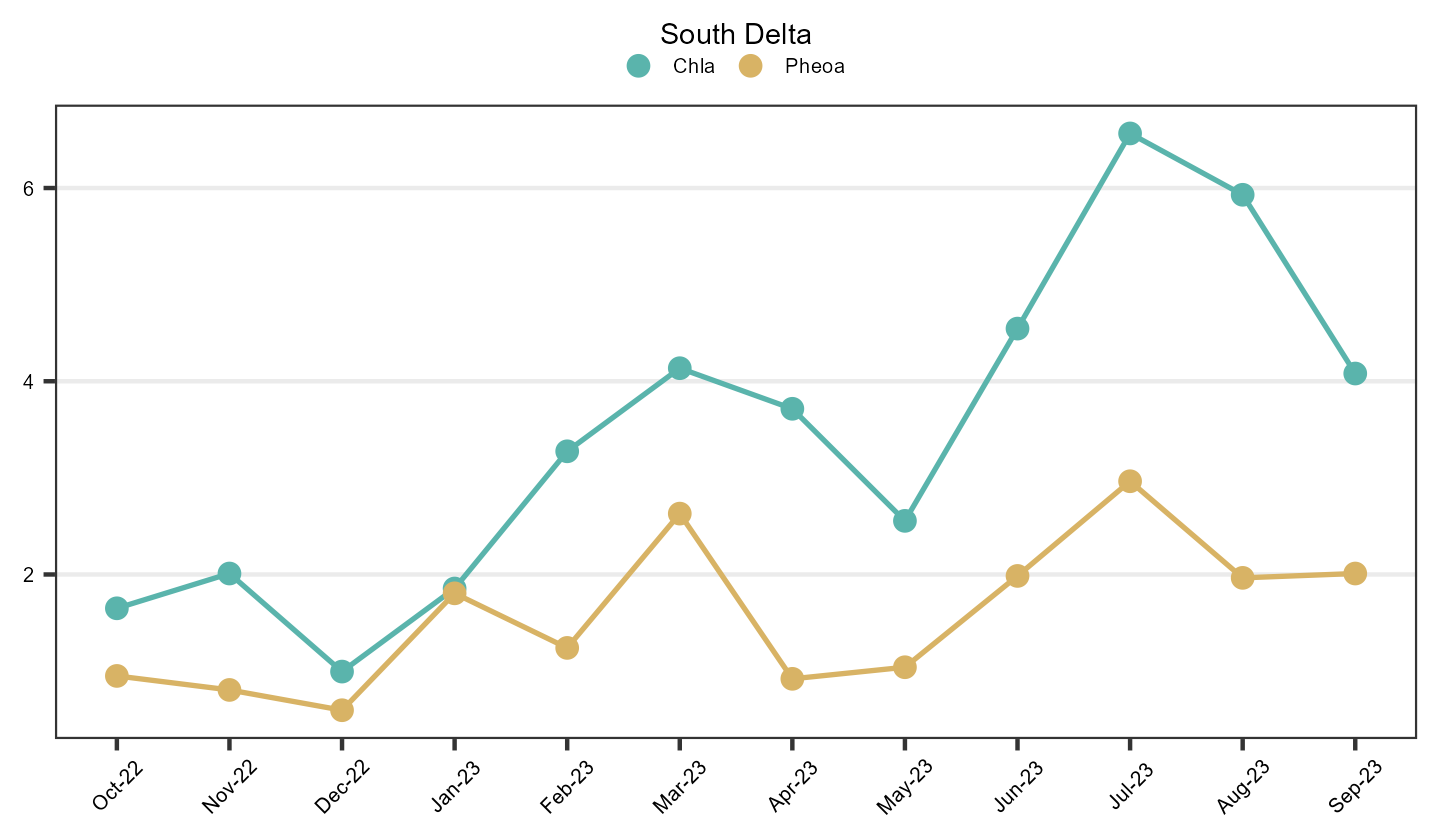 South Delta
Chla Pheoa
6
4
2
Oct-22 Nov-22 Dec-22 Jan-23 Feb-23 Mar-23 Apr-23 May-23 Jun-23 Jul-23 Aug-23 Sep-23